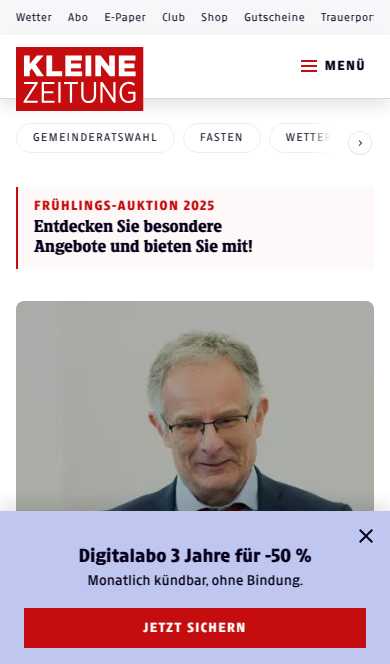 Wetter Abo E-Paper Club Shop Gutscheine Trauerpor
KLEINE
ZEITUNG
MENÜ
GEMEINDERATSWAHL FASTEN WETTER
FRÜHLINGS-AUKTION 2025
Entdecken Sie besondere
Angebote und bieten Sie mit!
Digitalabo 3 Jahre für -50 %
Monatlich kündbar, ohne Bindung.
JETZT SICHERN